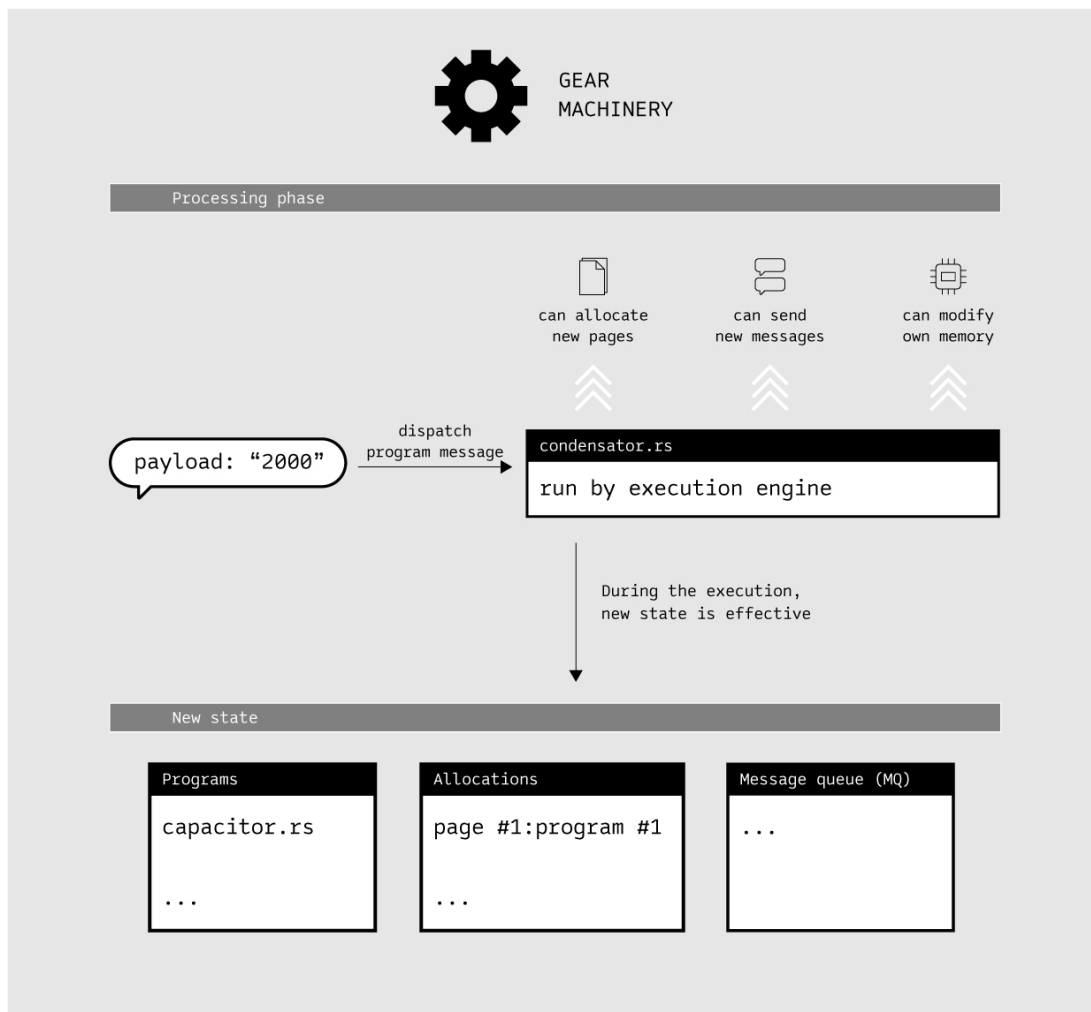 GEAR
MACHINERY
Processing phase
can allocate
new pages
can send
new messages
can modify
own memory
payload: “2000”
dispatch
program message
condensator.rs
run by execution engine
During the execution,
new state is effective
New state
Programs
capacitor.rs
...
Allocations
page #1:program #1
...
Message queue (MQ)
...